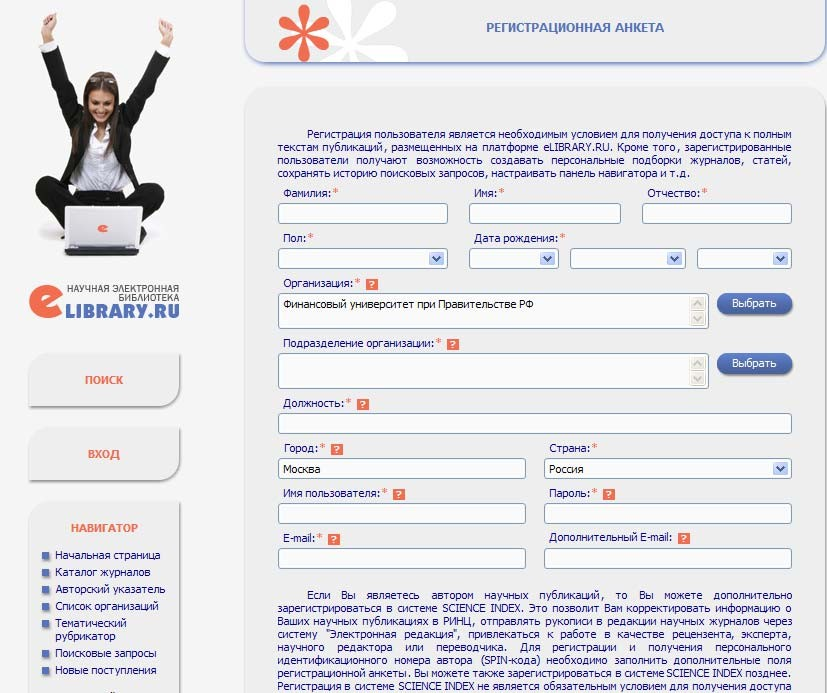 РЕГИСТРАЦИОННАЯ АНКЕТА
Регистрация пользователя является необходимым условием для получения доступа к полным
текстам публикаций, размещенных на платформе eLIBRARY.RU. Кроме того, зарегистрированные
пользователи получают возможность создавать персональные подборки журналов, статей,
сохранять историю поисковых запросов, настраивать панель навигатора и т.д.
Фамилия:* Имя:* Отчество:*
Пол:* Дата рождения:*
Организация:* ?
Финансовый университет при Правительстве РФ
Выбрать
Подразделение организации:* ?
Выбрать
Должность:* ?
Город:* ? Страна:*
Москва Россия
Имя пользователя:* ? Пароль:* ?
E-mail:* ? Дополнительный E-mail: ?
Если Вы являетесь автором научных публикаций, то Вы можете дополнительно
зарегистрироваться в системе SCIENCE INDEX. Это позволит Вам корректировать информацию о
Ваших научных публикациях в РИНЦ, отправлять рукописи в редакции научных журналов через
систему "Электронная редакция", привлекаться к работе в качестве рецензента, эксперта,
научного редактора или переводчика. Для регистрации и получения персонального
идентификационного номера автора (SPIN-кода) необходимо заполнить дополнительные поля
регистрационной анкеты. Вы можете также зарегистрироваться в системе SCIENCE INDEX позднее.
Регистрация в системе SCIENCE INDEX не является обязательным условием для получения доступа
e
НАУЧНАЯ ЭЛЕКТРОННАЯ
БИБЛИОТЕКА
eLIBRARY.RU
ПОИСК
ВХОД
НАВИГАТОР
Начальная страница
Каталог журналов
Авторский указатель
Список организаций
Тематический
рубрикатор
Поисковые запросы
Новые поступления